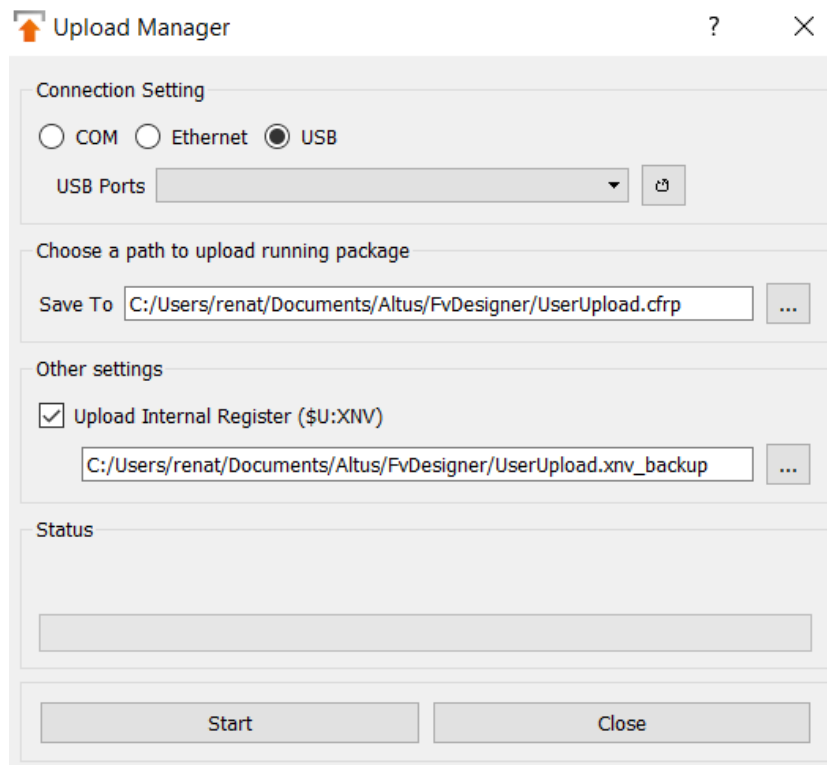 Upload Manager
?
Connection Setting
COM Ethernet USB
USB Ports
Choose a path to upload running package
Save To C:/Users/renat/Documents/Altus/FvDesigner/UserUpload.cfrp ...
Other settings
Upload Internal Register ($U:XNV)
C:/Users/renat/Documents/Altus/FvDesigner/UserUpload.xnv_backup ...
Status
Start Close